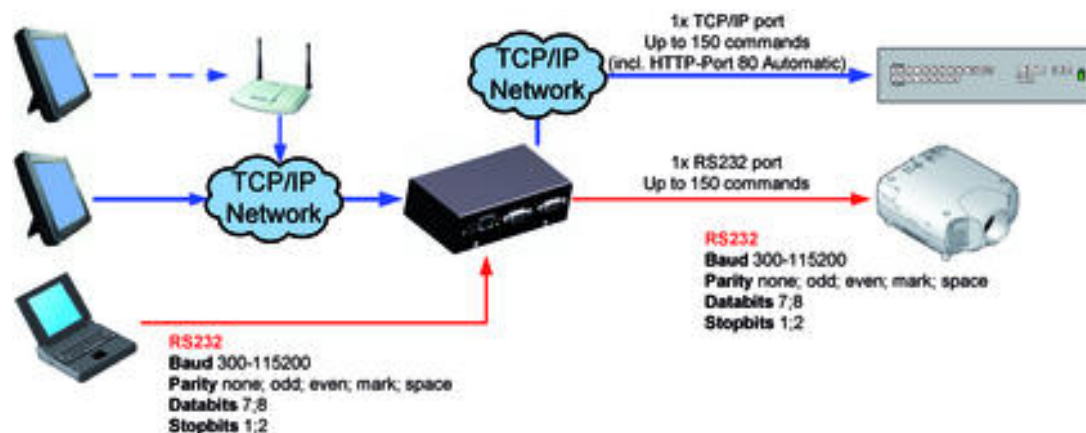 1x TCP/IP port
Up to 150 commands
(incl. HTTP-Port 80 Automatic)
TCP/IP
Network
TCP/IP
Network
1x RS232 port
Up to 150 commands
RS232
Baud 300-115200
Parity none; odd; even; mark; space
Databits 7;8
Stopbits 1;2
RS232
Baud 300-115200
Parity none; odd; even; mark; space
Databits 7;8
Stopbits 1;2